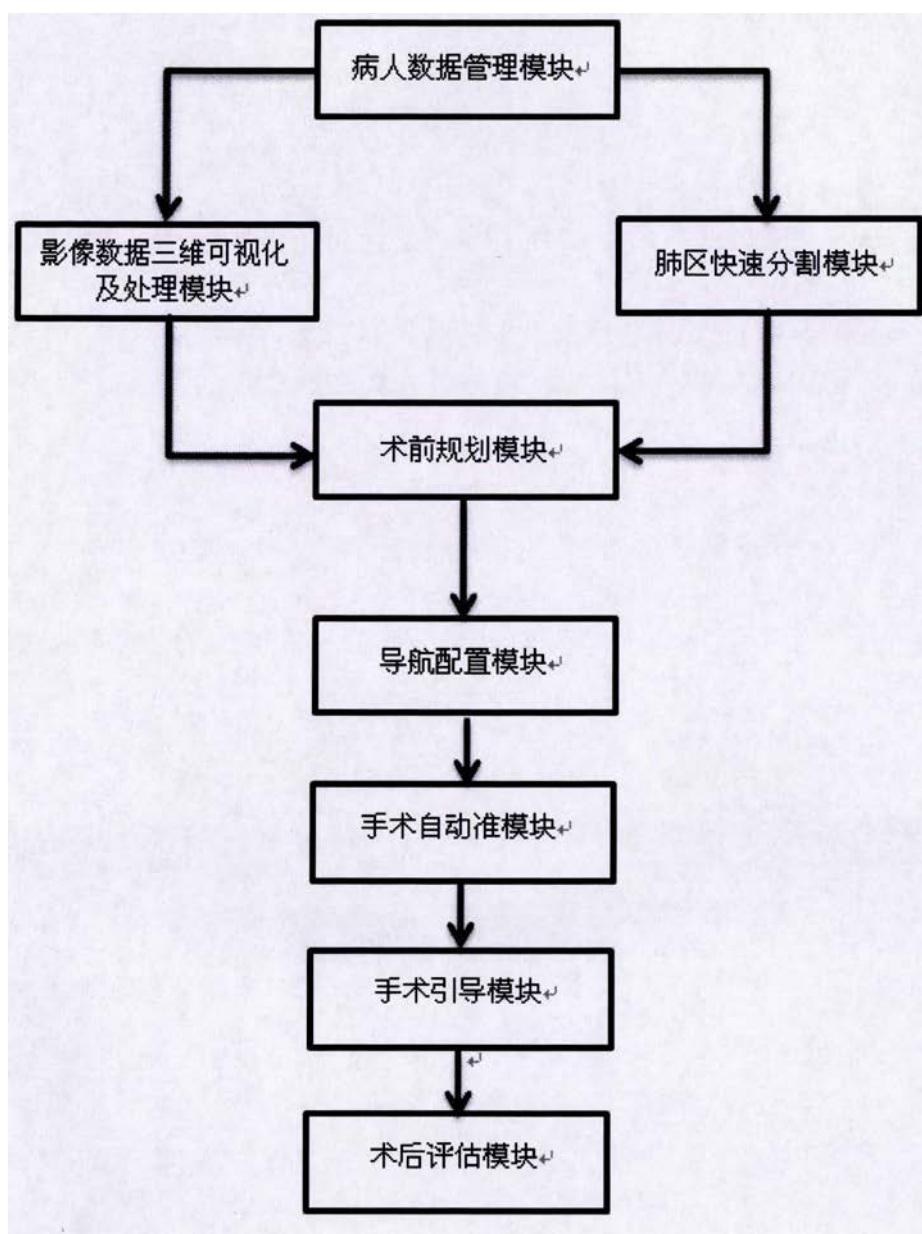 病人数据管理模块
影像数据三维可视化
及处理模块
肺区快速分割模块
术前规划模块
导航配置模块
手术自动准模块
手术引导模块
术后评估模块